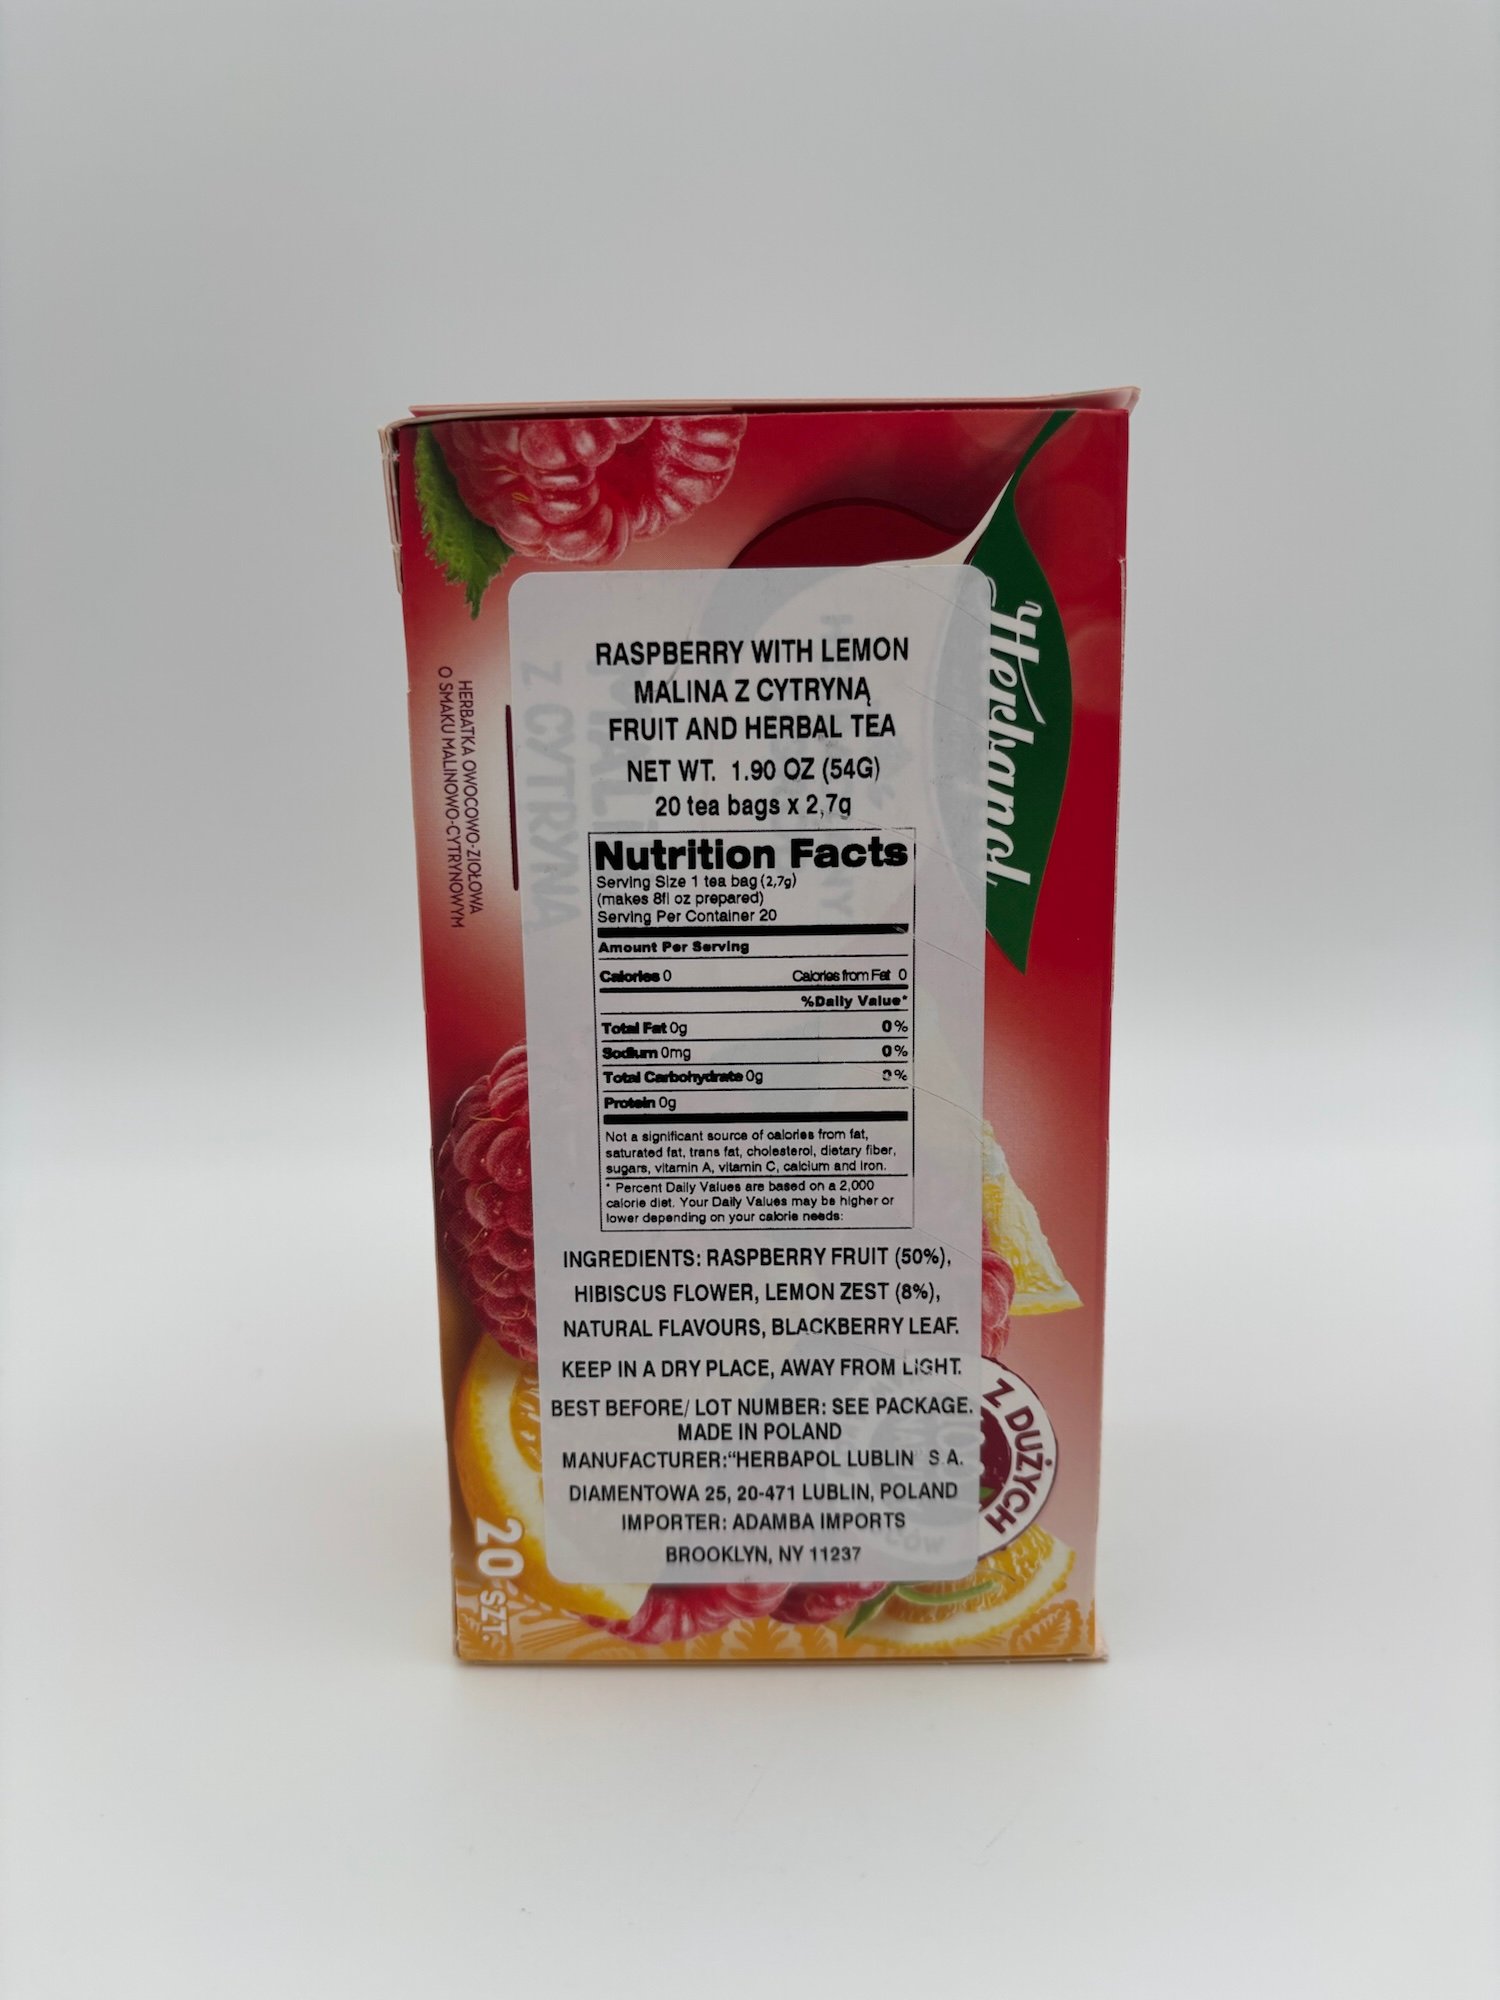 RASPBERRY WITH LEMON
MALINA Z CYTRYNĄ
FRUIT AND HERBAL TEA
NET WT. 1.90 OZ (54G)
20 tea bags x 2,7g
Nutrition Facts
Serving Size 1 tea bag (2,7g)
(makes 8fl oz prepared)
Serving Per Container 20
Amount Per Serving
Calories 0 Calories from Fat 0
%Daily Value*
Total Fat 0g 0%
Sodium 0mg 0%
Total Carbohydrate 0g 0%
Protein 0g
Not a significant source of calories from fat,
saturated fat, trans fat, cholesterol, dietary fiber,
sugars, vitamin A, vitamin C, calcium and iron.
* Percent Daily Values are based on a 2,000
calorie diet. Your Daily Values may be higher or
lower depending on your calorie needs:
INGREDIENTS: RASPBERRY FRUIT (50%),
HIBISCUS FLOWER, LEMON ZEST (8%),
NATURAL FLAVOURS, BLACKBERRY LEAF.
KEEP IN A DRY PLACE, AWAY FROM LIGHT.
BEST BEFORE/ LOT NUMBER: SEE PACKAGE.
MADE IN POLAND
MANUFACTURER:"HERBAPOL LUBLIN" S.A.
DIAMENTOWA 25, 20-471 LUBLIN, POLAND
IMPORTER: ADAMBA IMPORTS
BROOKLYN, NY 11237
Herbapol
Z CYTRYNĄ
HERBATKA OWOCOWO-ZIOŁOWA
O SMAKU MALINOWO-CYTRYNOWYM
Z DUŻYCH
20 SZT.